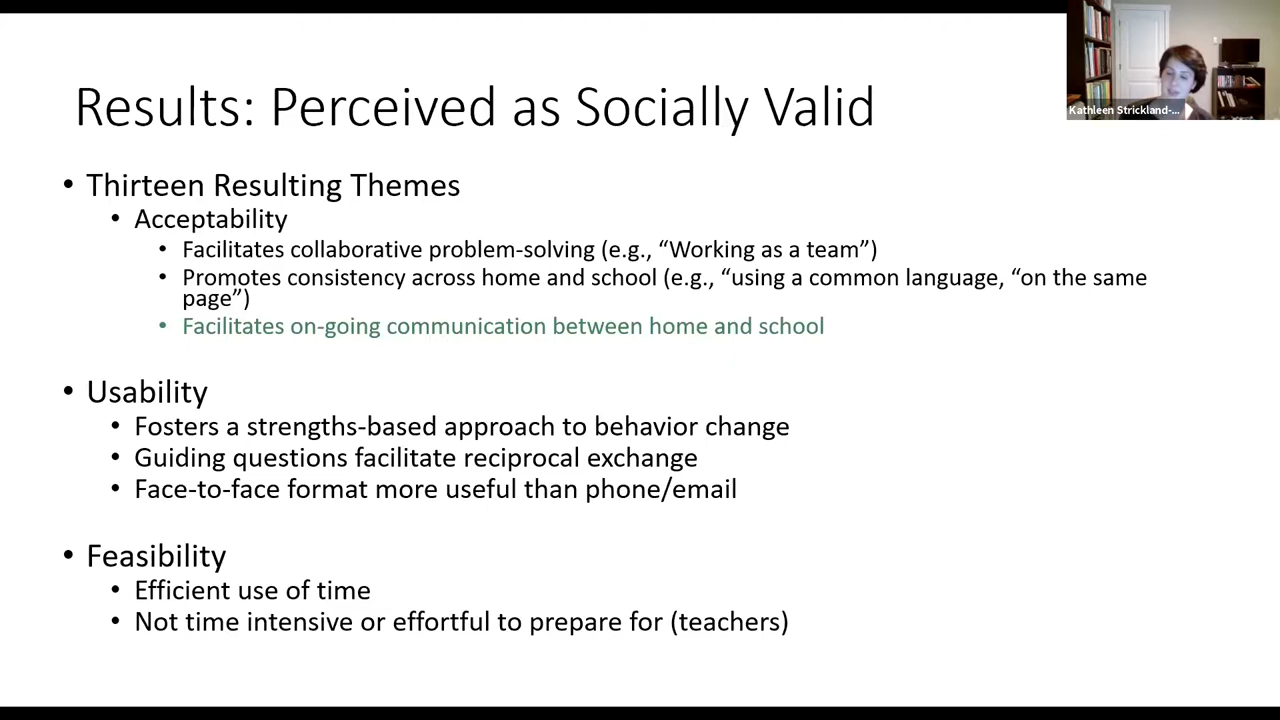 Kathleen Strickland-...
Results: Perceived as Socially Valid
• Thirteen Resulting Themes
• Acceptability
• Facilitates collaborative problem-solving (e.g., “Working as a team”)
• Promotes consistency across home and school (e.g., “using a common language, “on the same
page”)
• Facilitates on-going communication between home and school
• Usability
• Fosters a strengths-based approach to behavior change
• Guiding questions facilitate reciprocal exchange
• Face-to-face format more useful than phone/email
• Feasibility
• Efficient use of time
• Not time intensive or effortful to prepare for (teachers)